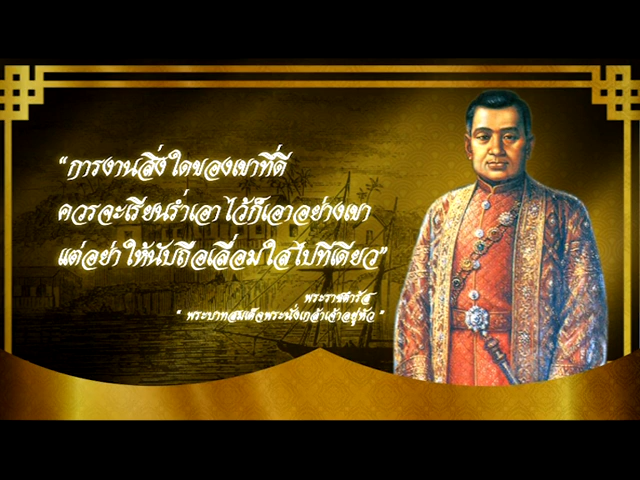 “การงานสิ่งใดของเขาที่ดี
ควรจะเรียนร่ำเอาไว้ก็เอาอย่างเขา
แต่อย่าให้นับถือเลื่อมใสไปทีเดียว”
พระราชดำรัส
“ พระบาทสมเด็จพระนั่งเกล้าเจ้าอยู่หัว ”